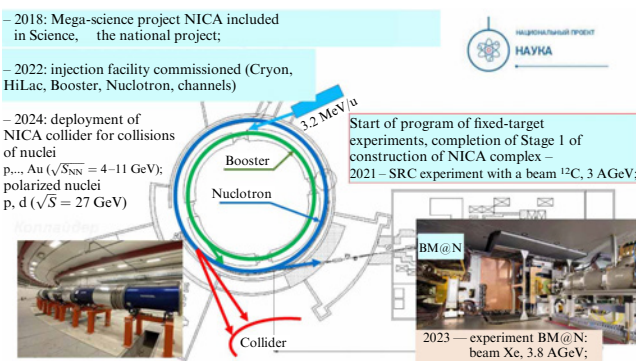 – 2018: Mega-science project NICA included
in Science, the national project;
– 2022: injection facility commissioned (Cryon,
HiLac, Booster, Nuclotron, channels)
– 2024: deployment of
NICA collider for collisions
of nuclei
p,.., Au (√S_NN = 4–11 GeV);
polarized nuclei
p, d (√S = 27 GeV)
Коллайдер
3.2 MeV/u
Booster
Nuclotron
Collider
НАЦИОНАЛЬНЫЙ ПРОЕКТ
НАУКА
Start of program of fixed-target
experiments, completion of Stage 1 of
construction of NICA complex –
2021 – SRC experiment with a beam ¹²C, 3 AGeV;
BM@N
2023 — experiment BM@N:
beam Xe, 3.8 AGeV;